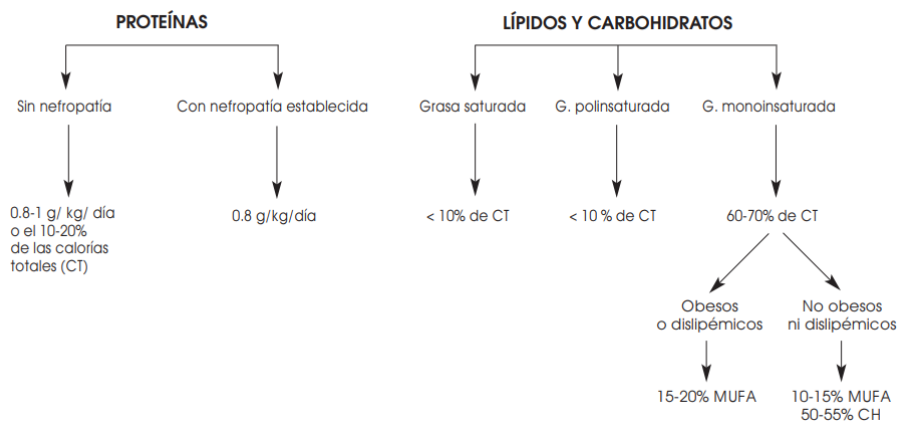 PROTEÍNAS
LÍPIDOS Y CARBOHIDRATOS
Sin nefropatía
Con nefropatía establecida
Grasa saturada
G. polinsaturada
G. monoinsaturada
0.8-1 g/ kg/ día
o el 10-20%
de las calorías
totales (CT)
0.8 g/kg/día
< 10% de CT
< 10 % de CT
60-70% de CT
Obesos
o dislipémicos
No obesos
ni dislipémicos
15-20% MUFA
10-15% MUFA
50-55% CH